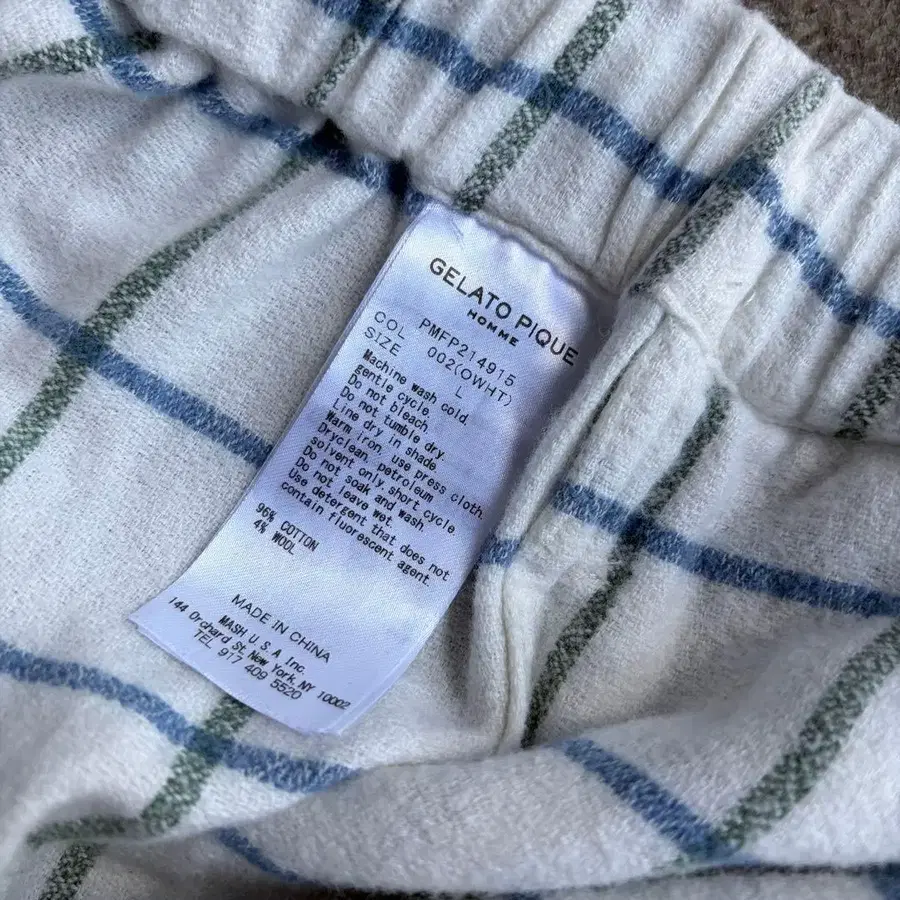 GELATO PIQUE
HOMME
PMFP214915
COL 002(OWHT)
SIZE L
Machine wash cold.
gentle cycle.
Do not bleach.
Do not tumble dry.
Line dry in shade.
Warm iron, use press cloth.
Dryclean, petroleum
solvent only. short cycle.
Do not soak and wash.
Do not leave wet.
Use detergent that does not
contain fluorescent agent.
96% COTTON
4% WOOL
MADE IN CHINA
MASH U.S.A Inc.
144 Orchard St New York, NY 10002
TEL 917 409 5520